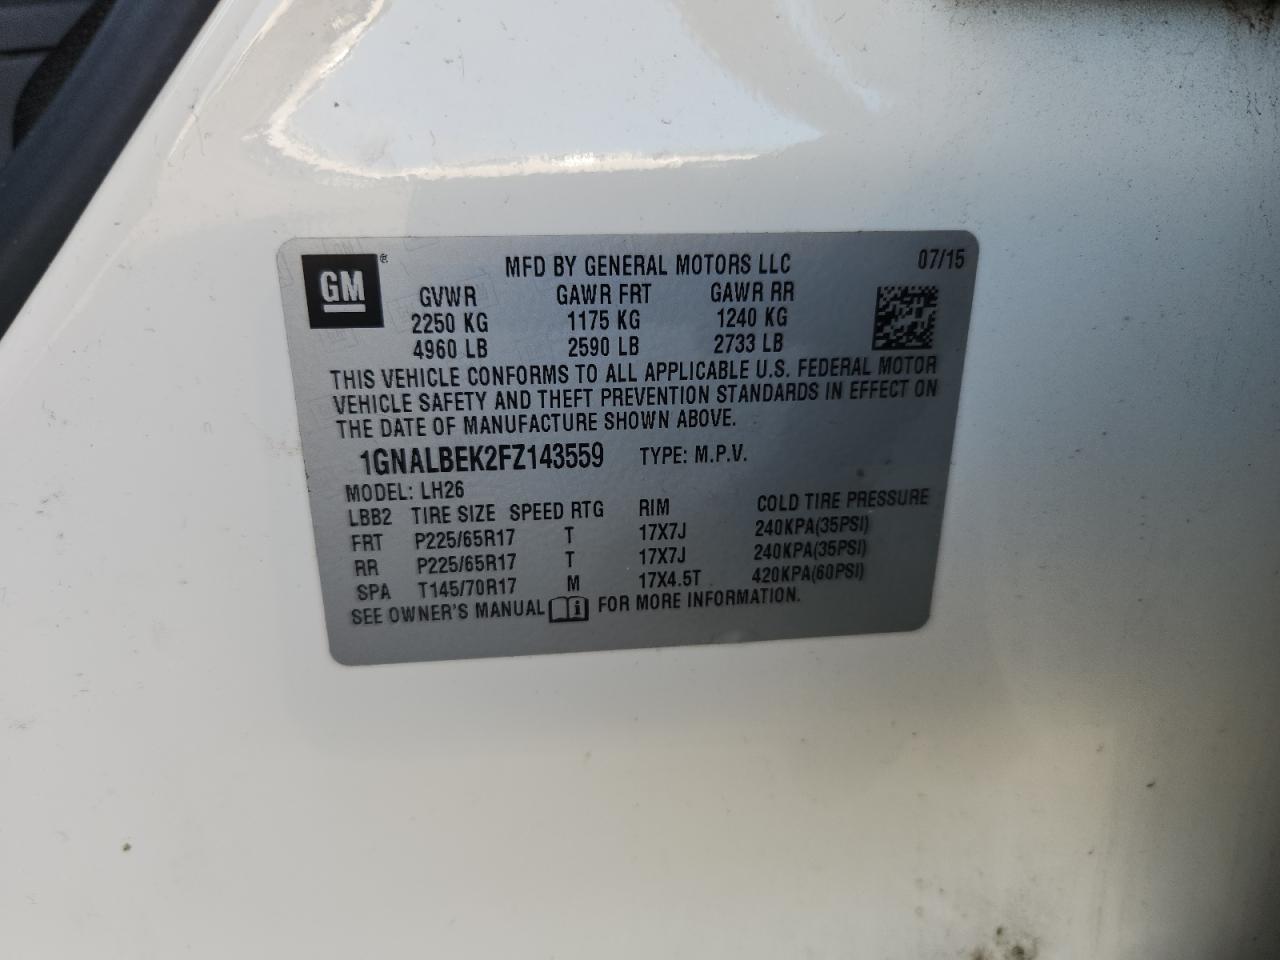 GM ®
MFD BY GENERAL MOTORS LLC 07/15
GVWR GAWR FRT GAWR RR
2250 KG 1175 KG 1240 KG
4960 LB 2590 LB 2733 LB
THIS VEHICLE CONFORMS TO ALL APPLICABLE U.S. FEDERAL MOTOR
VEHICLE SAFETY AND THEFT PREVENTION STANDARDS IN EFFECT ON
THE DATE OF MANUFACTURE SHOWN ABOVE.
1GNALBEK2FZ143559 TYPE: M.P.V.
MODEL: LH26
LBB2 TIRE SIZE SPEED RTG RIM COLD TIRE PRESSURE
FRT P225/65R17 T 17X7J 240KPA(35PSI)
RR P225/65R17 T 17X7J 240KPA(35PSI)
SPA T145/70R17 M 17X4.5T 420KPA(60PSI)
SEE OWNER'S MANUAL i FOR MORE INFORMATION.